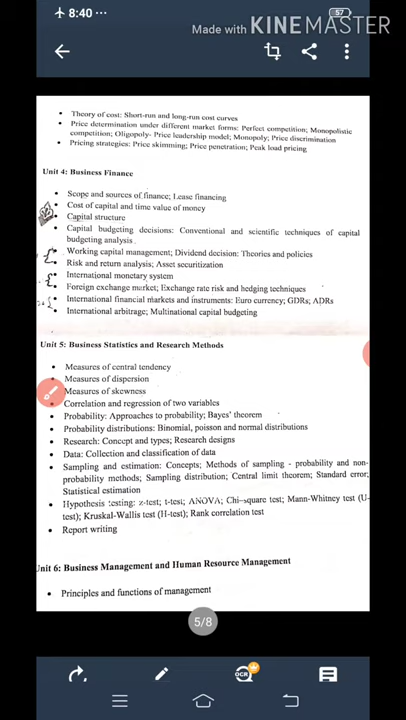 8:40
57
Made with KINEMASTER
• Theory of cost: Short-run and long-run cost curves
• Price determination under different market forms: Perfect competition; Monopolistic
competition; Oligopoly- Price leadership model; Monopoly; Price discrimination
• Pricing strategies: Price skimming; Price penetration; Peak load pricing
Unit 4: Business Finance
• Scope and sources of finance; Lease financing
• Cost of capital and time value of money
• Capital structure
• Capital budgeting decisions: Conventional and scientific techniques of capital
budgeting analysis
• Working capital management; Dividend decision: Theories and policies
• Risk and return analysis; Asset securitization
• International monetary system
• Foreign exchange market; Exchange rate risk and hedging techniques
• International financial markets and instruments: Euro currency; GDRs; ADRs
• International arbitrage; Multinational capital budgeting
Unit 5: Business Statistics and Research Methods
• Measures of central tendency
• Measures of dispersion
Measures of skewness
• Correlation and regression of two variables
• Probability: Approaches to probability; Bayes' theorem
• Probability distributions: Binomial, poisson and normal distributions
• Research: Concept and types; Research designs
• Data: Collection and classification of data
• Sampling and estimation: Concepts; Methods of sampling - probability and non-
probability methods; Sampling distribution; Central limit theorem; Standard error;
Statistical estimation
• Hypothesis testing: z-test; t-test; ANOVA; Chi-square test; Mann-Whitney test (U-
test); Kruskal-Wallis test (H-test); Rank correlation test
• Report writing
Unit 6: Business Management and Human Resource Management
• Principles and functions of management
5/8
OCR